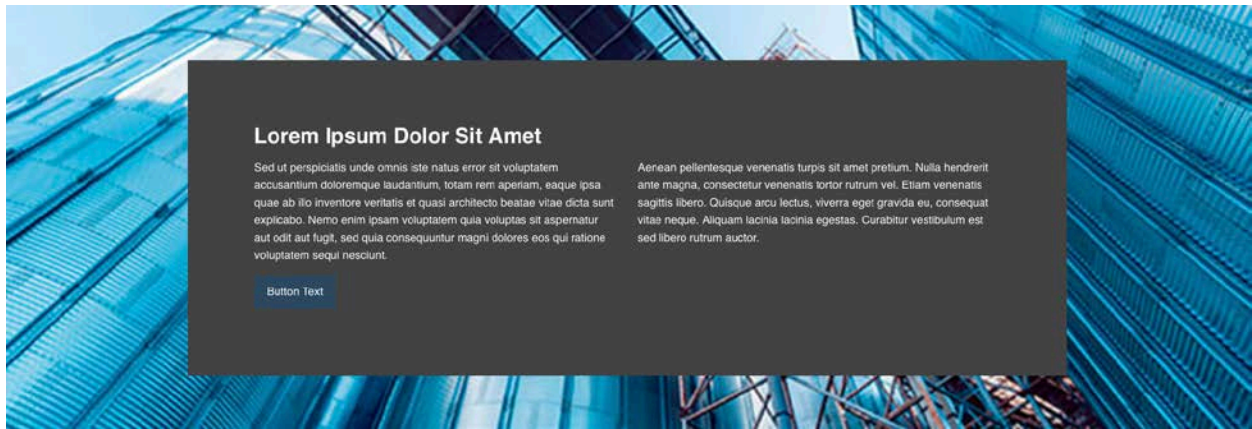 Lorem Ipsum Dolor Sit Amet
Sed ut perspiciatis unde omnis iste natus error sit voluptatem
accusantium doloremque laudantium, totam rem aperiam, eaque ipsa
quae ab illo inventore veritatis et quasi architecto beatae vitae dicta sunt
explicabo. Nemo enim ipsam voluptatem quia voluptas sit aspernatur
aut odit aut fugit, sed quia consequuntur magni dolores eos qui ratione
voluptatem sequi nesciunt.
Button Text
Aenean pellentesque venenatis turpis sit amet pretium. Nulla hendrerit
ante magna, consectetur venenatis tortor rutrum vel. Etiam venenatis
sagittis libero. Quisque arcu lectus, viverra eget gravida eu, consequat
vitae neque. Aliquam lacinia lacinia egestas. Curabitur vestibulum est
sed libero rutrum auctor.